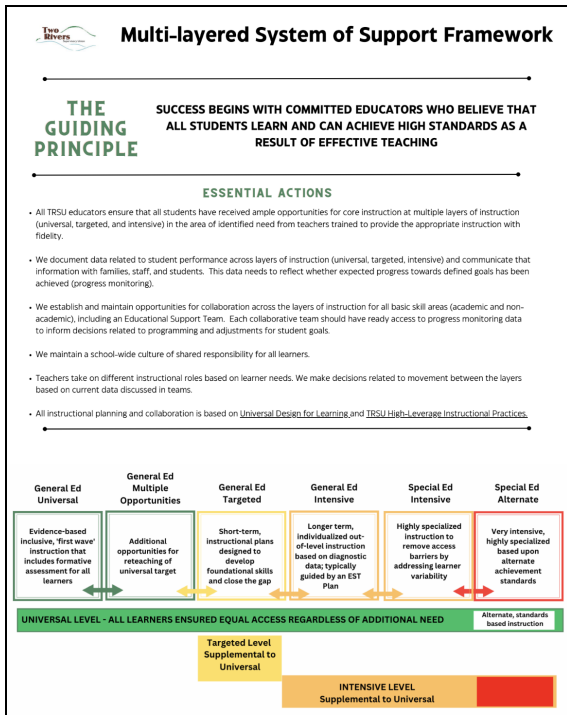 Two
Rivers
Multi-layered System of Support Framework
THE
GUIDING
PRINCIPLE
SUCCESS BEGINS WITH COMMITTED EDUCATORS WHO BELIEVE THAT
ALL STUDENTS LEARN AND CAN ACHIEVE HIGH STANDARDS AS A
RESULT OF EFFECTIVE TEACHING
ESSENTIAL ACTIONS
• All TRSU educators ensure that all students have received ample opportunities for core instruction at multiple layers of instruction
(universal, targeted, and intensive) in the area of identified need from teachers trained to provide the appropriate instruction with
fidelity.
• We document data related to student performance across layers of instruction (universal, targeted, intensive) and communicate that
information with families, staff, and students. This data needs to reflect whether expected progress towards defined goals has been
achieved (progress monitoring).
• We establish and maintain opportunities for collaboration across the layers of instruction for all basic skill areas (academic and non-
academic), including an Educational Support Team. Each collaborative team should have ready access to progress monitoring data
to inform decisions related to programming and adjustments for student goals.
• We maintain a school-wide culture of shared responsibility for all learners.
• Teachers take on different instructional roles based on learner needs. We make decisions related to movement between the layers
based on current data discussed in teams.
• All instructional planning and collaboration is based on Universal Design for Learning and TRSU High-Leverage Instructional Practices.
General Ed
Universal
Evidence-based
inclusive, 'first wave'
instruction that
includes formative
assessment for all
learners
General Ed
Multiple
Opportunities
Additional
opportunities for
reteaching of
universal target
General Ed
Targeted
Short-term,
instructional plans
designed to
develop
foundational skills
and close the gap
General Ed
Intensive
Longer term,
individualized out-
of-level instruction
based on diagnostic
data; typically
guided by an EST
Plan
Special Ed
Intensive
Highly specialized
instruction to
remove access
barriers by
addressing learner
variability
Special Ed
Alternate
Very intensive,
highly specialized
based upon
alternate
achievement
standards
UNIVERSAL LEVEL - ALL LEARNERS ENSURED EQUAL ACCESS REGARDLESS OF ADDITIONAL NEED
Alternate, standards
based instruction
Targeted Level
Supplemental to
Universal
INTENSIVE LEVEL
Supplemental to Universal